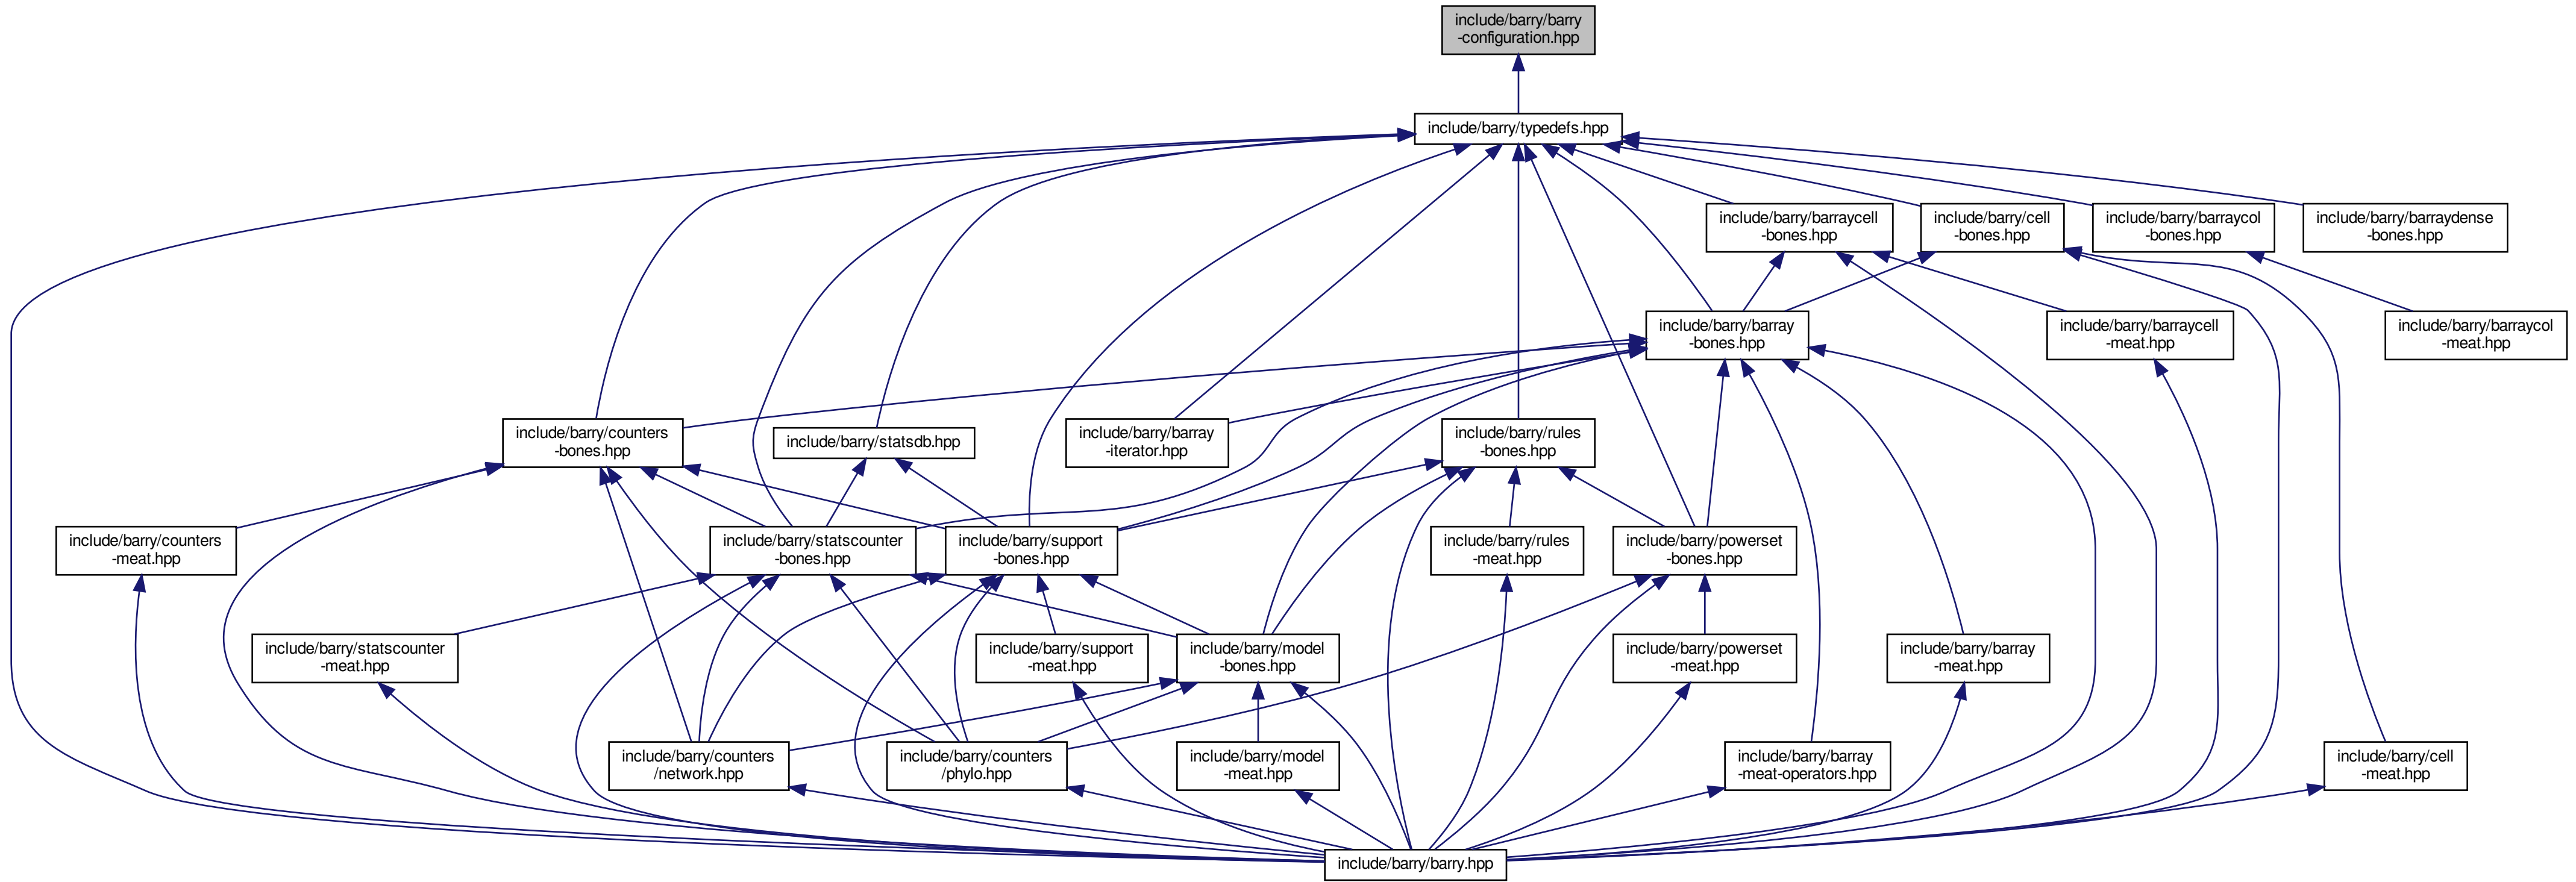 include/barry/barry
-configuration.hpp
include/barry/typedefs.hpp
include/barry/barraycell
-bones.hpp
include/barry/cell
-bones.hpp
include/barry/barraycol
-bones.hpp
include/barry/barraydense
-bones.hpp
include/barry/barray
-bones.hpp
include/barry/barraycell
-meat.hpp
include/barry/barraycol
-meat.hpp
include/barry/counters
-bones.hpp
include/barry/statsdb.hpp
include/barry/barray
-iterator.hpp
include/barry/rules
-bones.hpp
include/barry/counters
-meat.hpp
include/barry/statscounter
-bones.hpp
include/barry/support
-bones.hpp
include/barry/rules
-meat.hpp
include/barry/powerset
-bones.hpp
include/barry/statscounter
-meat.hpp
include/barry/support
-meat.hpp
include/barry/model
-bones.hpp
include/barry/powerset
-meat.hpp
include/barry/barray
-meat.hpp
include/barry/counters
/network.hpp
include/barry/counters
/phylo.hpp
include/barry/model
-meat.hpp
include/barry/barray
-meat-operators.hpp
include/barry/cell
-meat.hpp
include/barry/barry.hpp